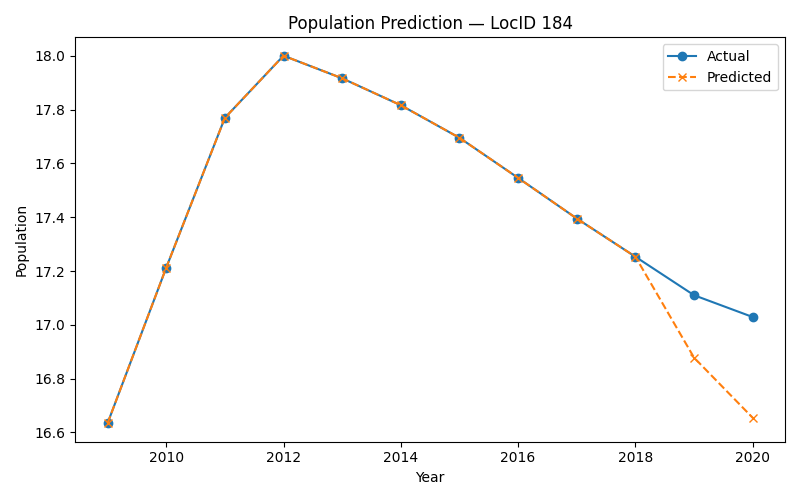 Population Prediction — LocID 184
Actual
Predicted
Population
18.0
17.8
17.6
17.4
17.2
17.0
16.8
16.6
2010
2012
2014
2016
2018
2020
Year